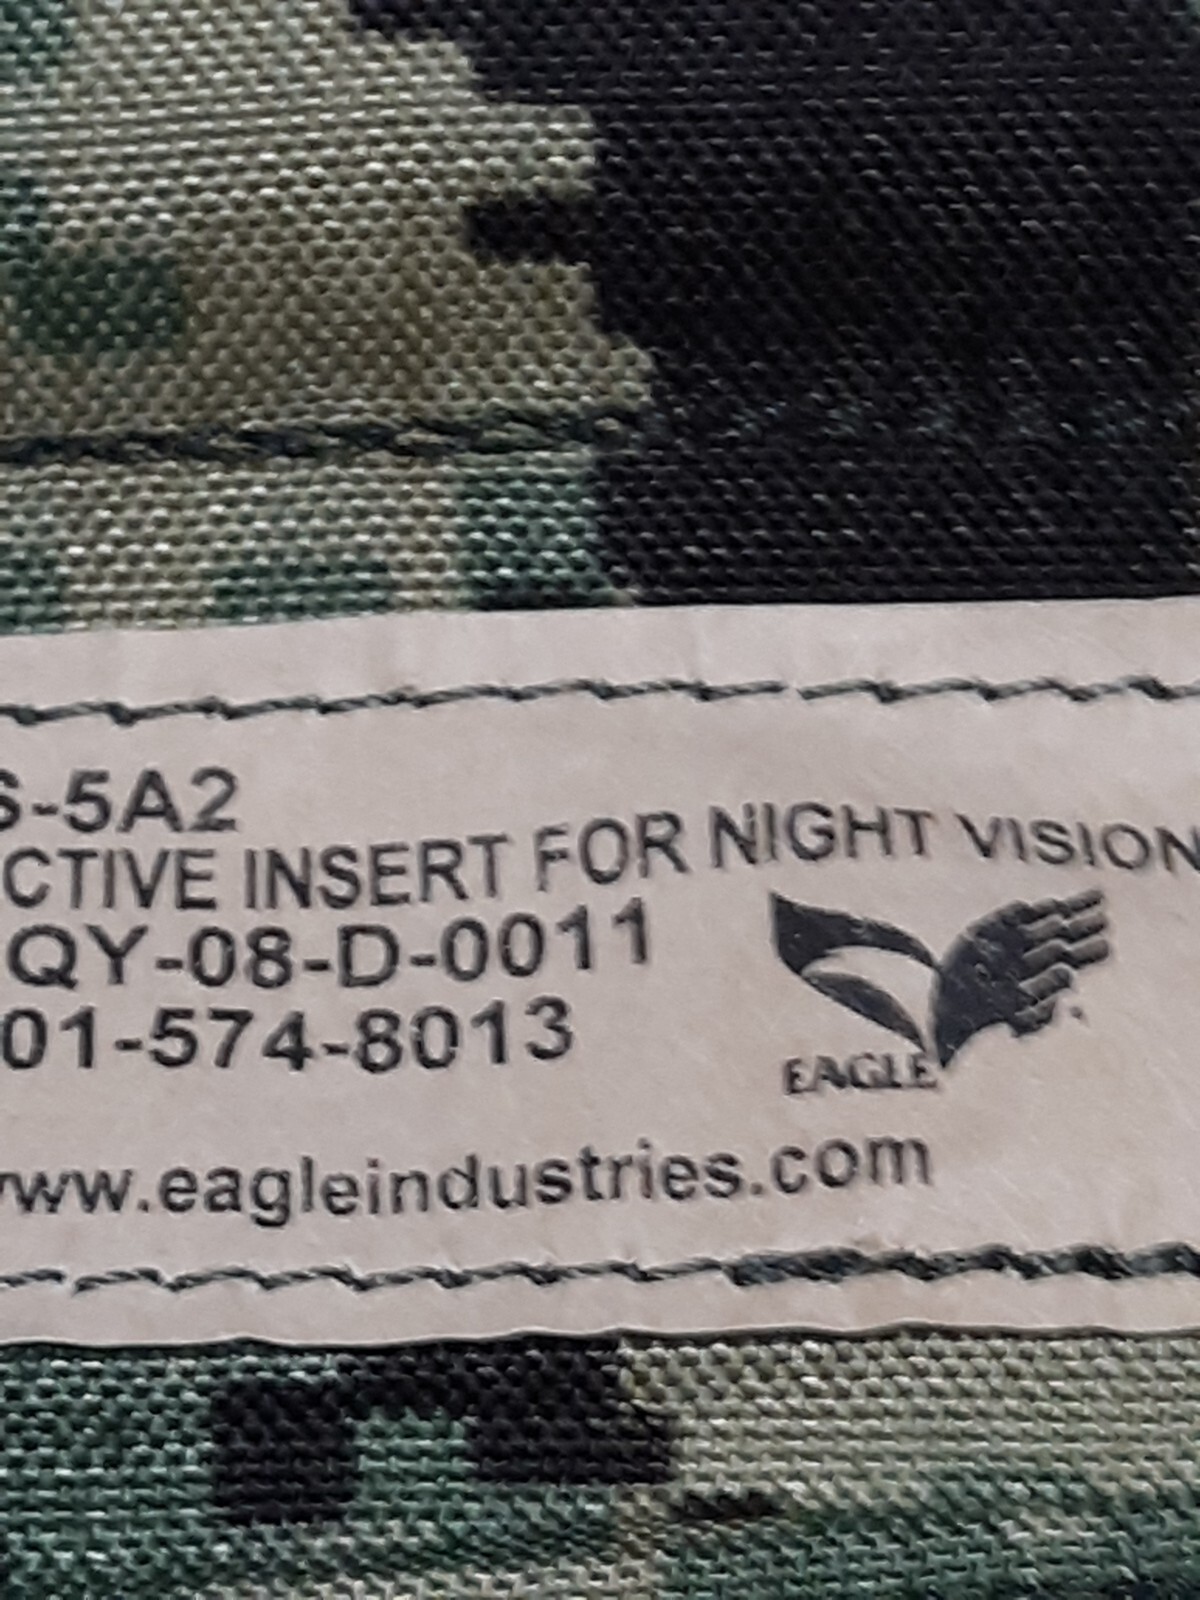 S-5A2
CTIVE INSERT FOR NIGHT VISION
QY-08-D-0011
01-574-8013
EAGLE
www.eagleindustries.com